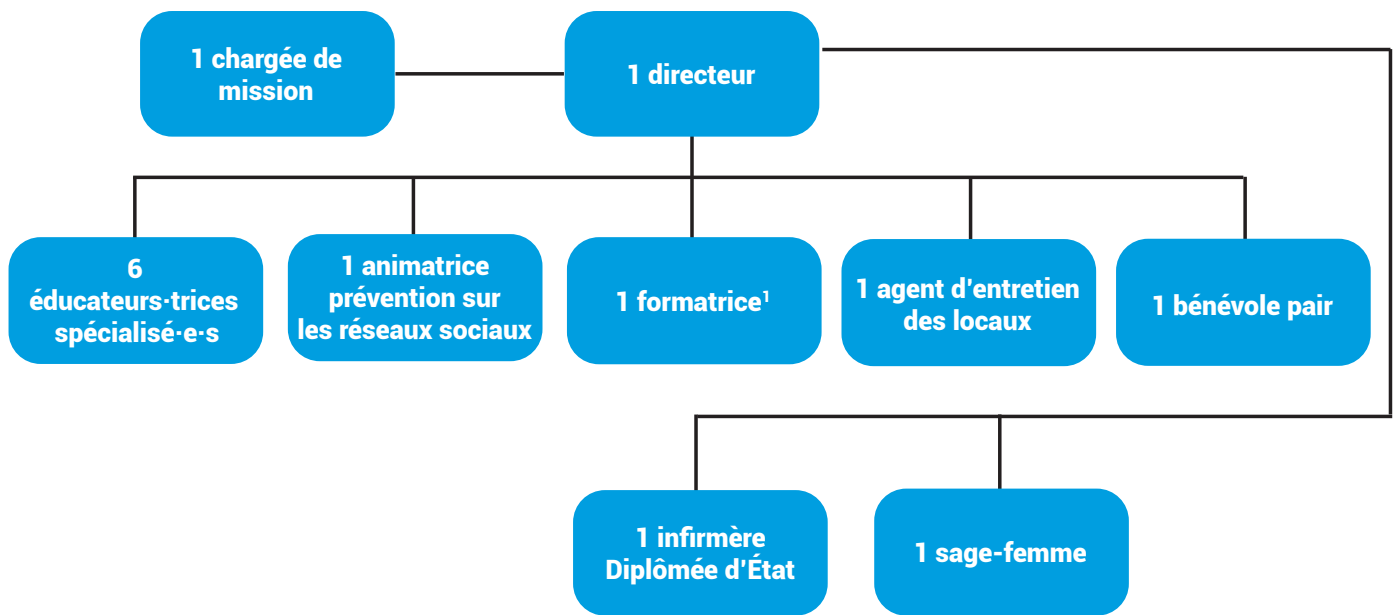 1 chargée de
mission
1 directeur
6
éducateurs·trices
spécialisé·e·s
1 animatrice
prévention sur
les réseaux sociaux
1 formatrice¹
1 agent d'entretien
des locaux
1 bénévole pair
1 infirmère
Diplômée d'État
1 sage-femme